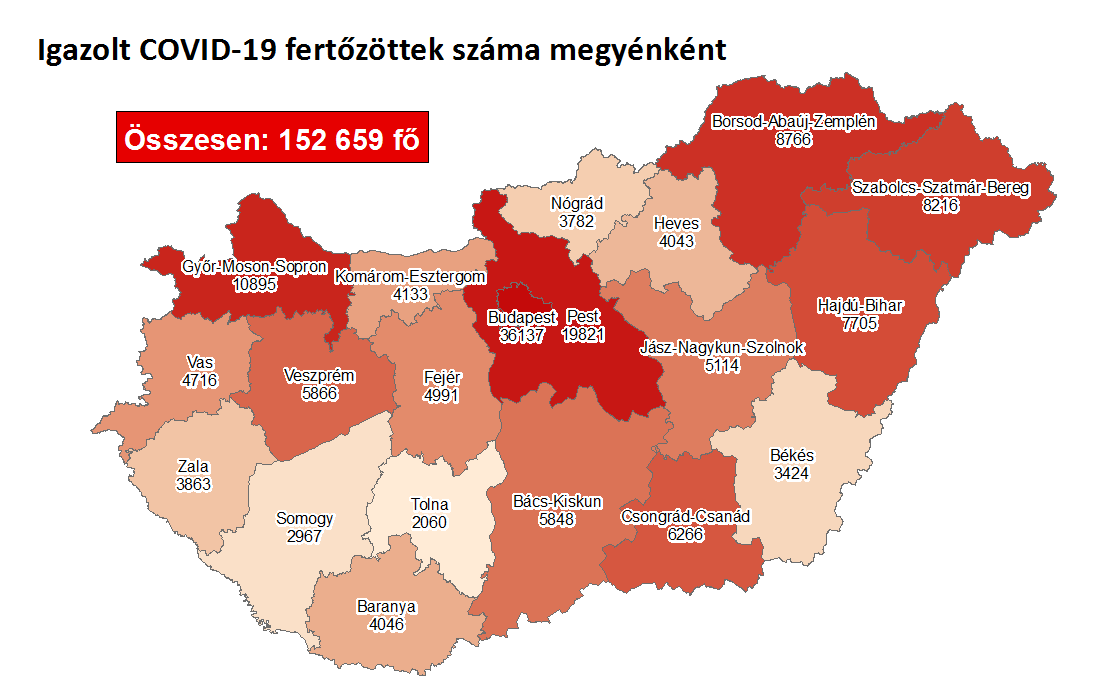 Igazolt COVID-19 fertőzöttek száma megyénként
Összesen: 152 659 fő
Borsod-Abaúj-Zemplén
8766
Szabolcs-Szatmár-Bereg
8216
Nógrád
3782
Heves
4043
Győr-Moson-Sopron
10895
Komárom-Esztergom
4133
Hajdú-Bihar
7705
Budapest
36137
Pest
19821
Jász-Nagykun-Szolnok
5114
Vas
4716
Veszprém
5866
Fejér
4991
Zala
3863
Békés
3424
Somogy
2967
Tolna
2060
Bács-Kiskun
5848
Csongrád-Csanád
6266
Baranya
4046